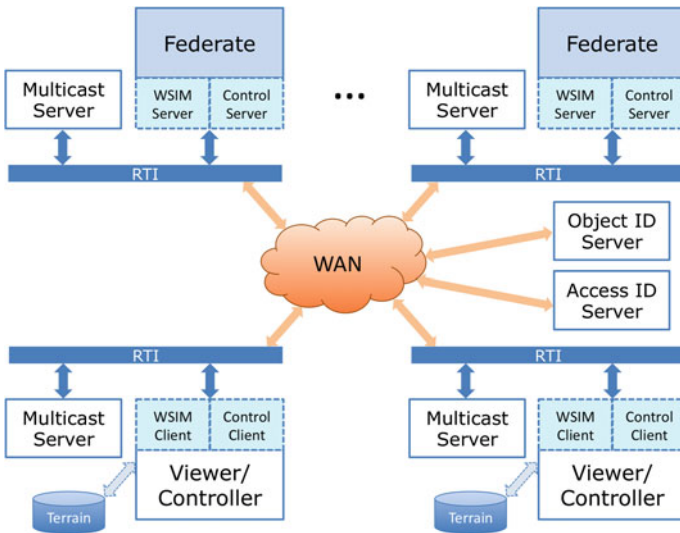 Federate
Multicast
Server
WSIM
Server
Control
Server
RTI
...
Federate
Multicast
Server
WSIM
Server
Control
Server
RTI
WAN
Object ID
Server
Access ID
Server
RTI
Multicast
Server
WSIM
Client
Control
Client
Viewer/
Controller
Terrain
RTI
Multicast
Server
WSIM
Client
Control
Client
Viewer/
Controller
Terrain